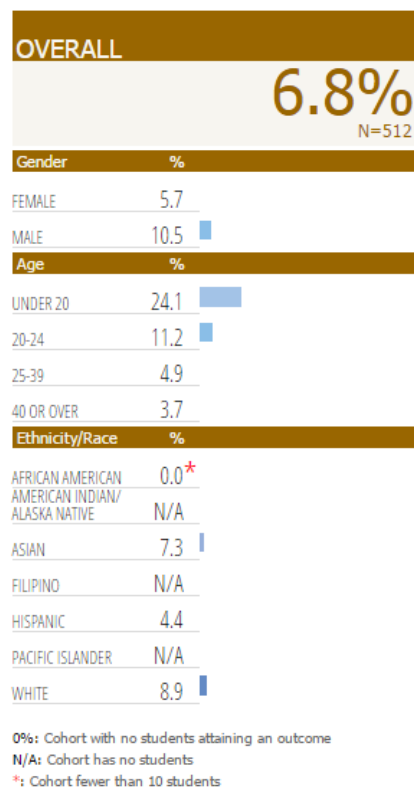 OVERALL
6.8%
N=512
Gender %
FEMALE 5.7
MALE 10.5
Age %
UNDER 20 24.1
20-24 11.2
25-39 4.9
40 OR OVER 3.7
Ethnicity/Race %
AFRICAN AMERICAN 0.0*
AMERICAN INDIAN/
ALASKA NATIVE N/A
ASIAN 7.3
FILIPINO N/A
HISPANIC 4.4
PACIFIC ISLANDER N/A
WHITE 8.9
0%: Cohort with no students attaining an outcome
N/A: Cohort has no students
*: Cohort fewer than 10 students